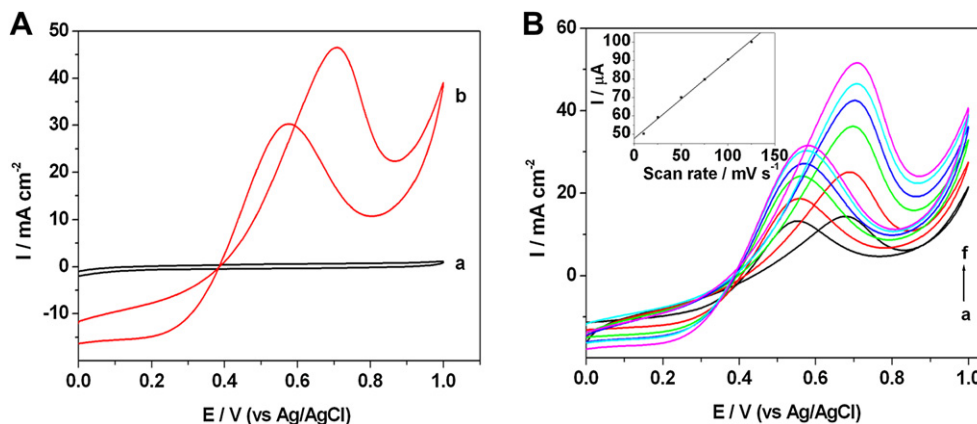 A
I / mA cm-2
50
40
30
20
10
0
-10
b
a
0.0 0.2 0.4 0.6 0.8 1.0
E / V (vs Ag/AgCl)
B
I / mA cm-2
60
40
20
0
I / μA
100
90
80
70
60
50
0 50 100 150
Scan rate / mV s-1
f
a
0.0 0.2 0.4 0.6 0.8 1.0
E / V (vs Ag/AgCl)